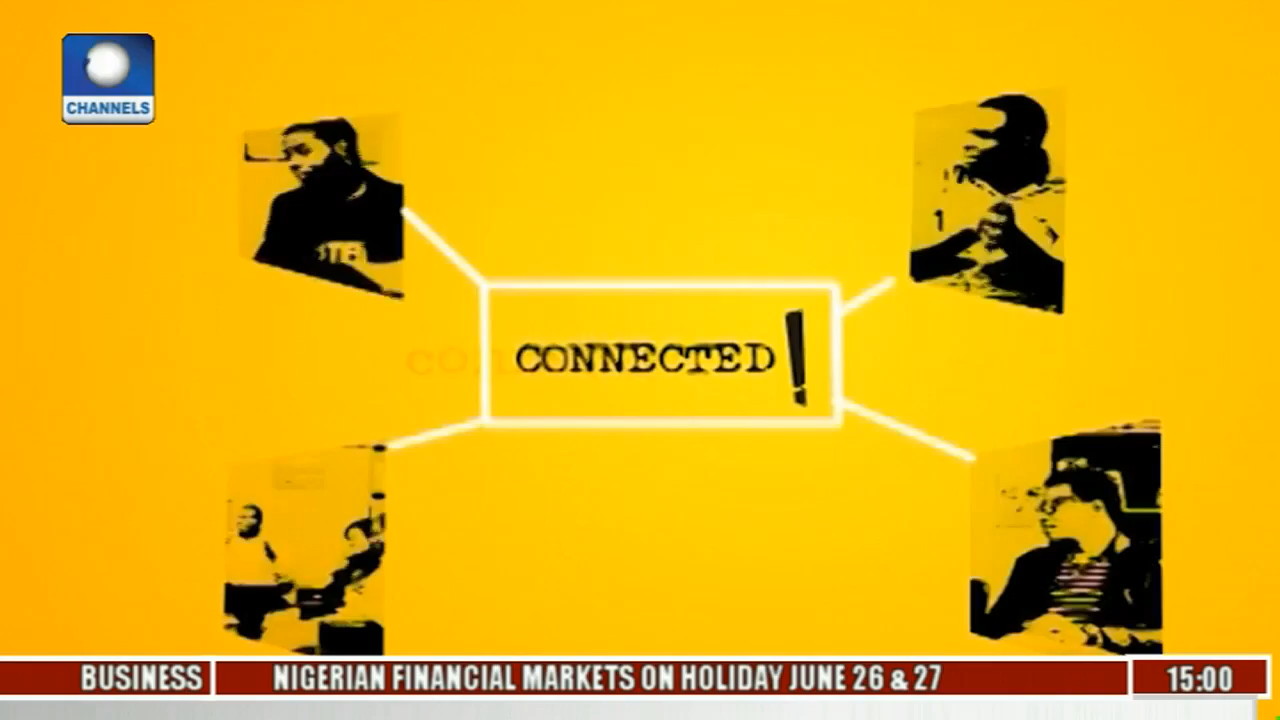 CHANNELS
CONNECTED!
BUSINESS
NIGERIAN FINANCIAL MARKETS ON HOLIDAY JUNE 26 & 27
15:00